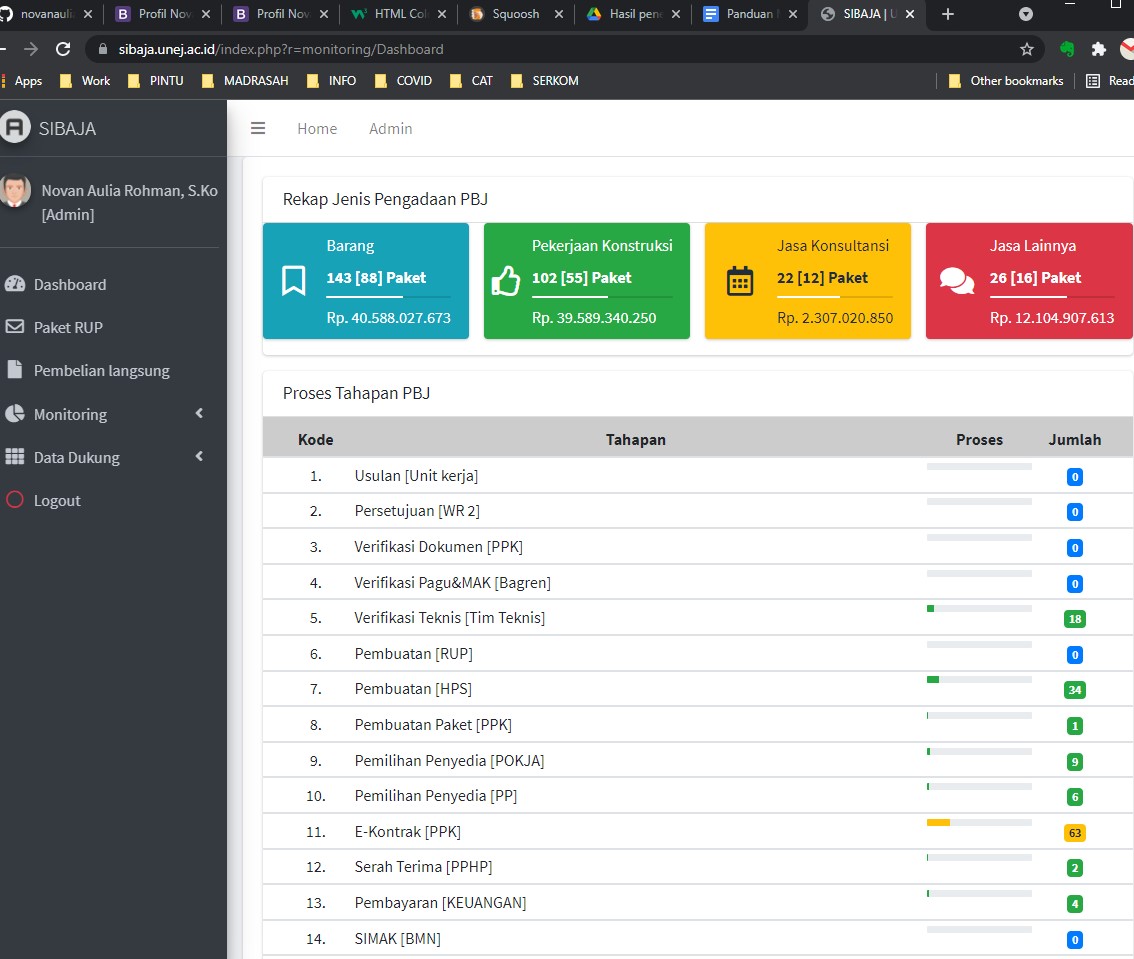 novanaulia
Profil Nov
Profil Nov
HTML Col
Squoosh
Hasil pene
Panduan
SIBAJA | U
sibaja.unej.ac.id/index.php?r=monitoring/Dashboard
Apps
Work
PINTU
MADRASAH
INFO
COVID
CAT
SERKOM
Other bookmarks
Read
SIBAJA
Home
Admin
Novan Aulia Rohman, S.Ko
[Admin]
Dashboard
Paket RUP
Pembelian langsung
Monitoring
Data Dukung
Logout
Rekap Jenis Pengadaan PBJ
Barang
143 [88] Paket
Rp. 40.588.027.673
Pekerjaan Konstruksi
102 [55] Paket
Rp. 39.589.340.250
Jasa Konsultansi
22 [12] Paket
Rp. 2.307.020.850
Jasa Lainnya
26 [16] Paket
Rp. 12.104.907.613
Proses Tahapan PBJ
Kode Tahapan Proses Jumlah
1. Usulan [Unit kerja] 0
2. Persetujuan [WR 2] 0
3. Verifikasi Dokumen [PPK] 0
4. Verifikasi Pagu&MAK [Bagren] 0
5. Verifikasi Teknis [Tim Teknis] 18
6. Pembuatan [RUP] 0
7. Pembuatan [HPS] 34
8. Pembuatan Paket [PPK] 1
9. Pemilihan Penyedia [POKJA] 9
10. Pemilihan Penyedia [PP] 6
11. E-Kontrak [PPK] 63
12. Serah Terima [PPHP] 2
13. Pembayaran [KEUANGAN] 4
14. SIMAK [BMN] 0